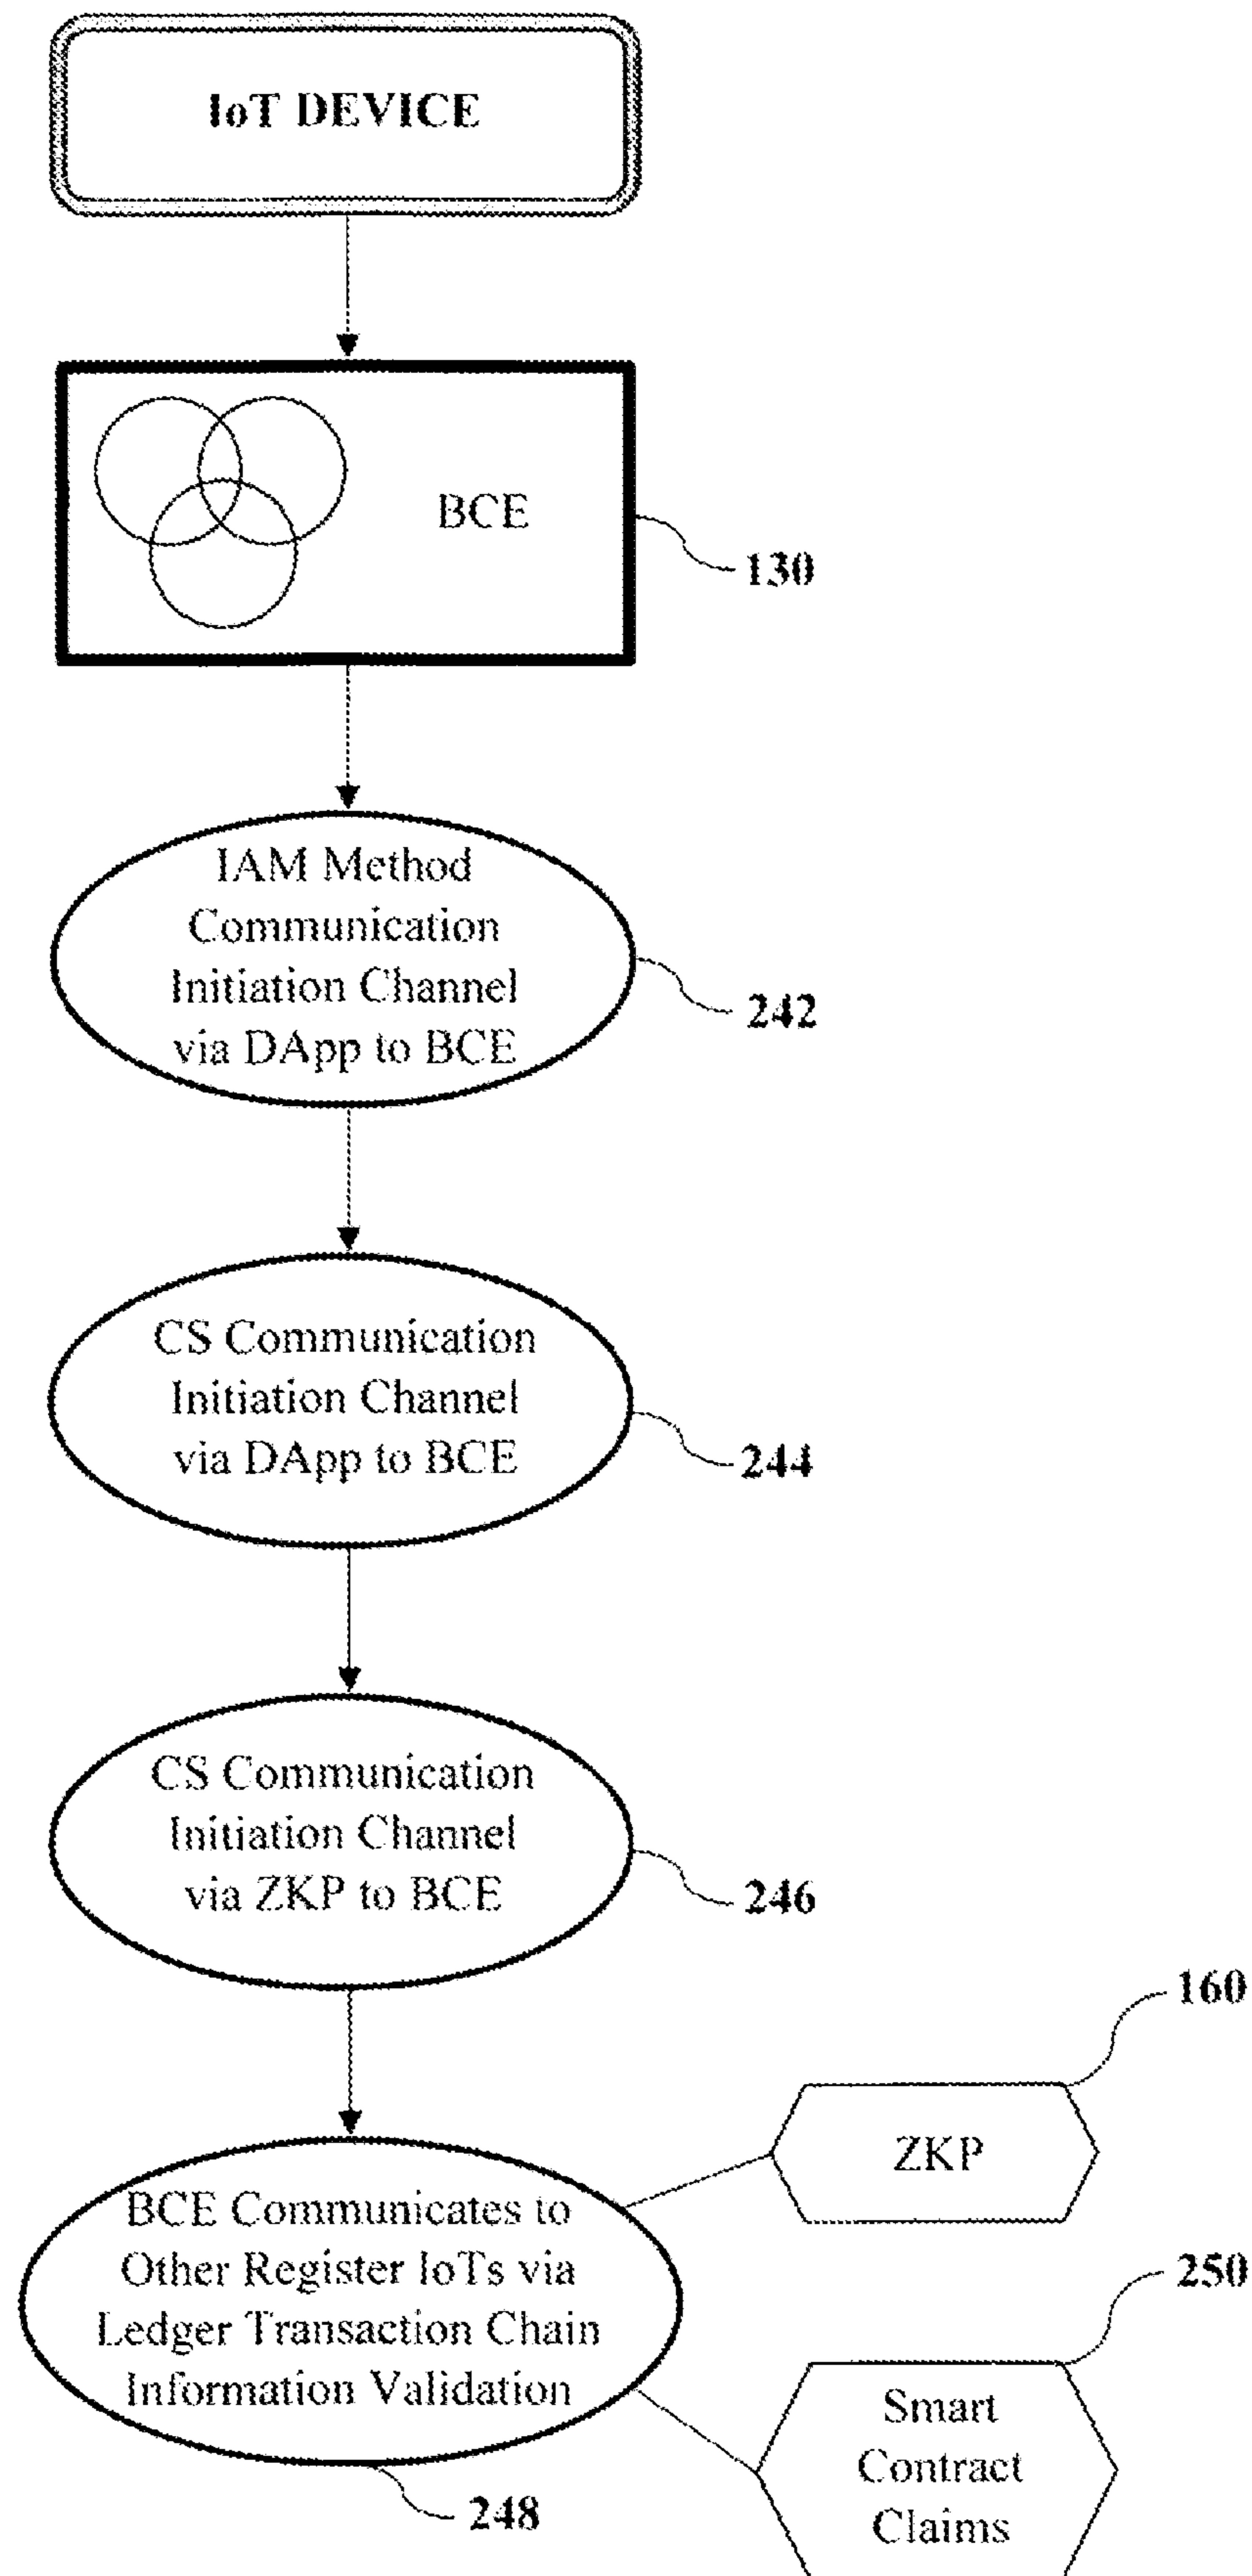 IoT DEVICE
BCE
130
IAM Method
Communication
Initiation Channel
via DApp to BCE
242
CS Communication
Initiation Channel
via DApp to BCE
244
CS Communication
Initiation Channel
via ZKP to BCE
246
160
ZKP
BCE Communicates to
Other Register IoTs via
Ledger Transaction Chain
Information Validation
248
250
Smart
Contract
Claims